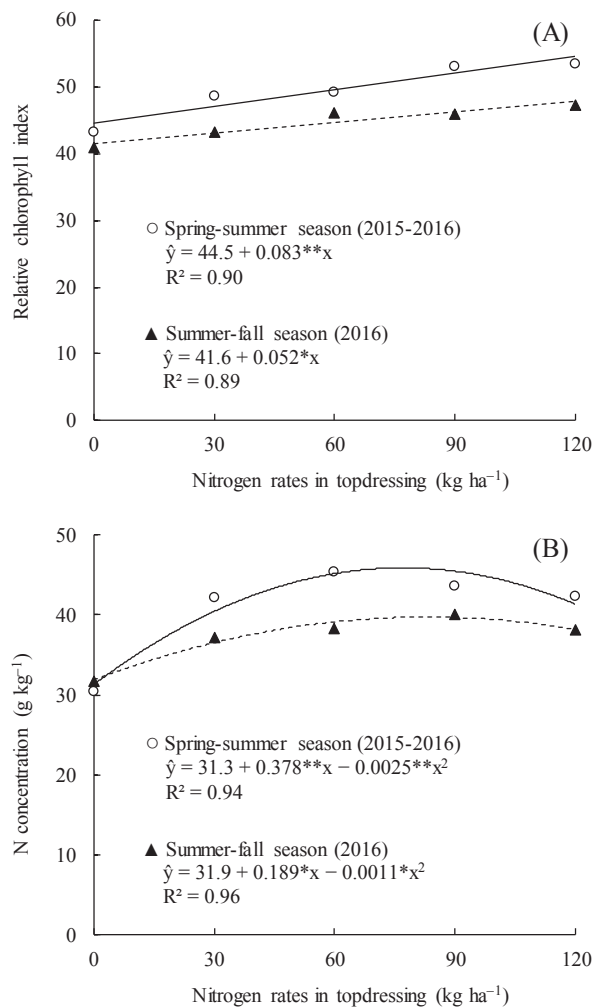 (A)
60
50
40
30
20
10
0
Relative chlorophyll index
○ Spring-summer season (2015-2016)
ŷ = 44.5 + 0.083**x
R² = 0.90
▲ Summer-fall season (2016)
ŷ = 41.6 + 0.052*x
R² = 0.89
0 30 60 90 120
Nitrogen rates in topdressing (kg ha⁻¹)
(B)
50
40
30
20
10
0
N concentration (g kg⁻¹)
○ Spring-summer season (2015-2016)
ŷ = 31.3 + 0.378**x − 0.0025**x²
R² = 0.94
▲ Summer-fall season (2016)
ŷ = 31.9 + 0.189*x − 0.0011*x²
R² = 0.96
0 30 60 90 120
Nitrogen rates in topdressing (kg ha⁻¹)